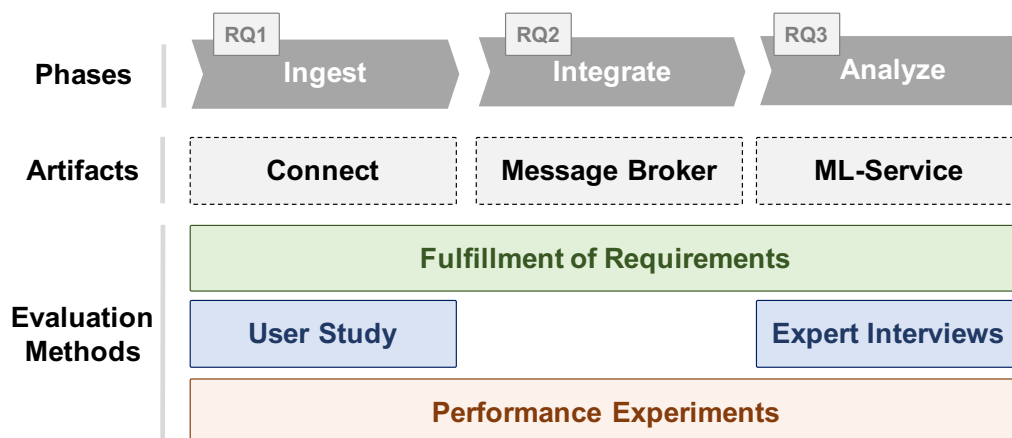 RQ1
RQ2
RQ3
Phases
Ingest
Integrate
Analyze
Artifacts
Connect
Message Broker
ML-Service
Fulfillment of Requirements
Evaluation
Methods
User Study
Expert Interviews
Performance Experiments